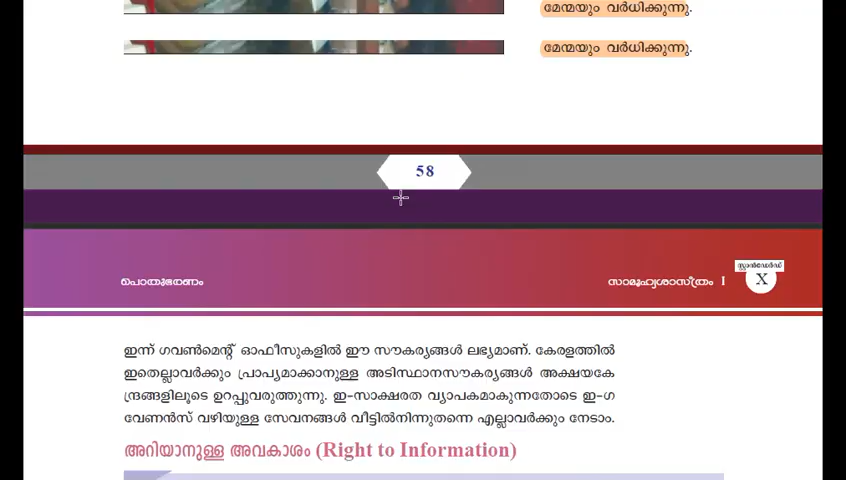 മേന്മയും വർധിക്കുന്നു.
മേന്മയും വർധിക്കുന്നു.
58
പൊതുഭരണം
സാമൂഹ്യശാസ്ത്രം I
സ്റ്റാൻഡേർഡ്
X
ഇന്ന് ഗവൺമെന്റ് ഓഫീസുകളിൽ ഈ സൗകര്യങ്ങൾ ലഭ്യമാണ്. കേരളത്തിൽ
ഇതെല്ലാവർക്കും പ്രാപ്യമാക്കാനുള്ള അടിസ്ഥാനസൗകര്യങ്ങൾ അക്ഷയകേ
ന്ദ്രങ്ങളിലൂടെ ഉറപ്പുവരുത്തുന്നു. ഇ-സാക്ഷരത വ്യാപകമാകുന്നതോടെ ഇ-ഗ
വേണൻസ് വഴിയുള്ള സേവനങ്ങൾ വീട്ടിൽനിന്നുതന്നെ എല്ലാവർക്കും നേടാം.
അറിയാനുള്ള അവകാശം (Right to Information)